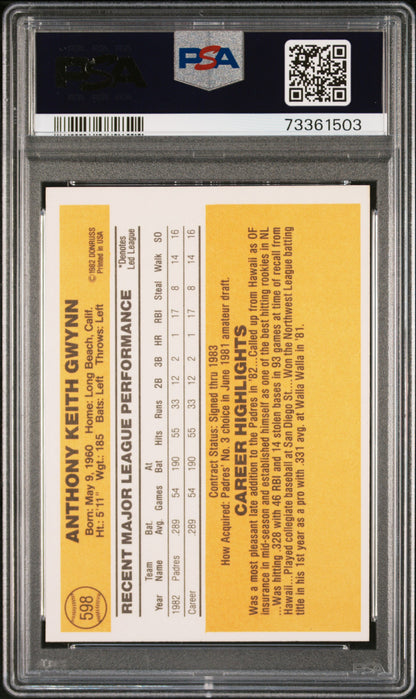 PSA
PSA
73361503
598
ANTHONY KEITH GWYNN
Born: May 9, 1960 Home: Long Beach, Calif.
Ht.: 5'11" Wgt.: 185 Bats: Left Throws: Left
©1982 DONRUSS
Printed in USA
RECENT MAJOR LEAGUE PERFORMANCE
*Denotes
Led League
Year Team Name Bat. Avg. Games At Bat Hits Runs 2B 3B HR RBI Steal Walk SO
1982 Padres .289 54 190 55 33 12 2 1 17 8 14 16
Career .289 54 190 55 33 12 2 1 17 8 14 16
Contract Status: Signed thru 1983
How Acquired: Padres' No. 3 choice in June 1981 amateur draft.
CAREER HIGHLIGHTS
Was a most pleasant late addition to the Padres in '82...Called up from Hawaii as OF
insurance in mid-season and established himself as one of the best hitting rookies in NL
...Was hitting .328 with 46 RBI and 14 stolen bases in 93 games at time of recall from
Hawaii...Played collegiate baseball at San Diego St....Won the Northwest League batting
title in his 1st year as a pro with .331 avg. at Walla Walla in '81.